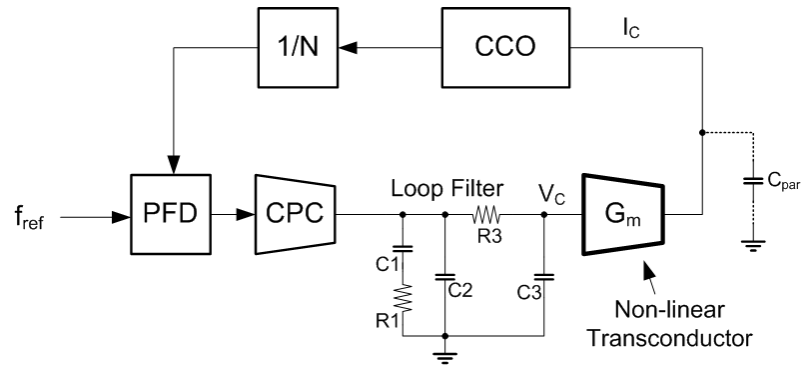 1/N
CCO
I_C
f_ref
PFD
CPC
Loop Filter
R3
V_C
G_m
C_par
C1
R1
C2
C3
Non-linear
Transconductor